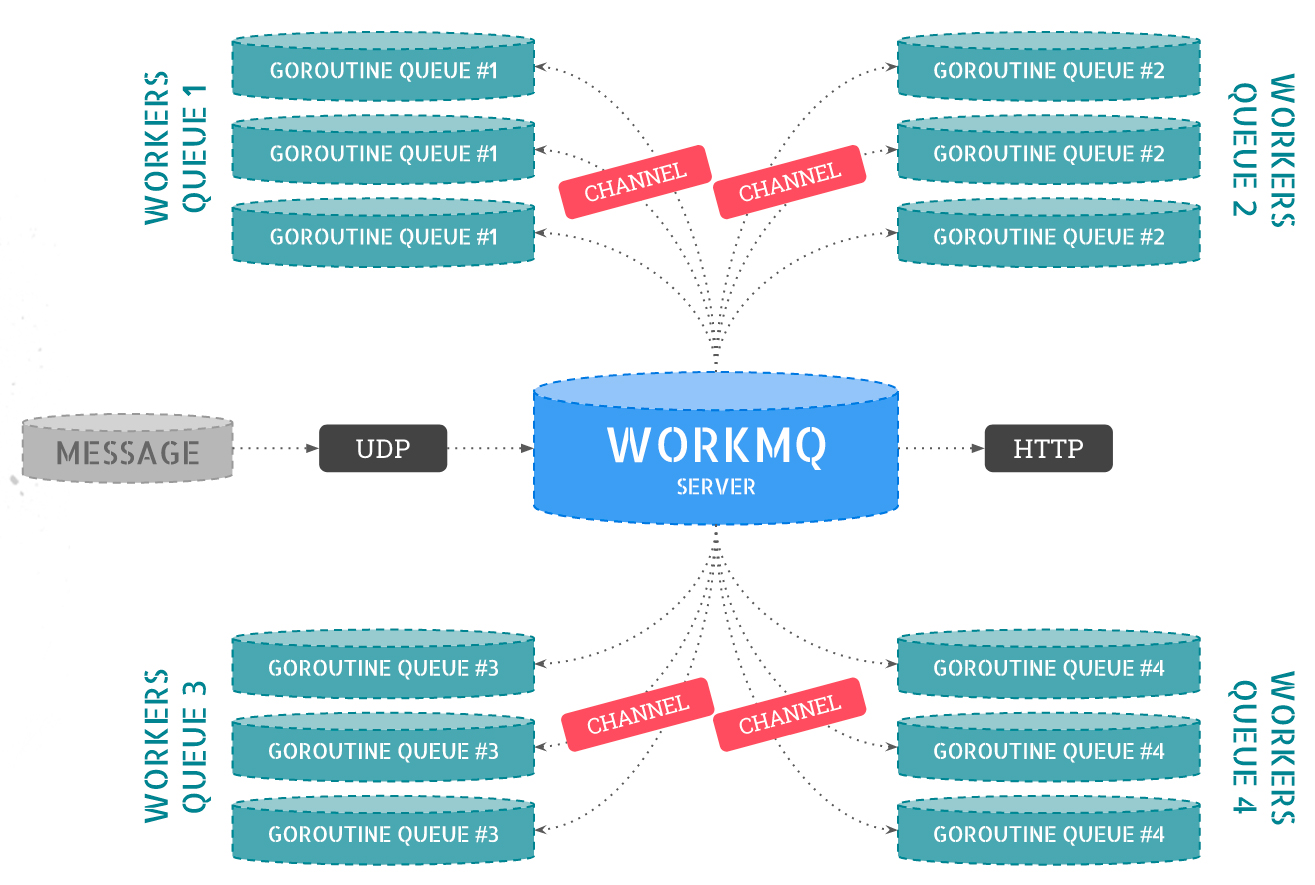 WORKERS
QUEUE 1
GOROUTINE QUEUE #1
GOROUTINE QUEUE #1
GOROUTINE QUEUE #1
CHANNEL
CHANNEL
GOROUTINE QUEUE #2
GOROUTINE QUEUE #2
GOROUTINE QUEUE #2
WORKERS
QUEUE 2
MESSAGE
UDP
WORKMQ
SERVER
HTTP
WORKERS
QUEUE 3
GOROUTINE QUEUE #3
GOROUTINE QUEUE #3
GOROUTINE QUEUE #3
CHANNEL
CHANNEL
GOROUTINE QUEUE #4
GOROUTINE QUEUE #4
GOROUTINE QUEUE #4
WORKERS
QUEUE 4